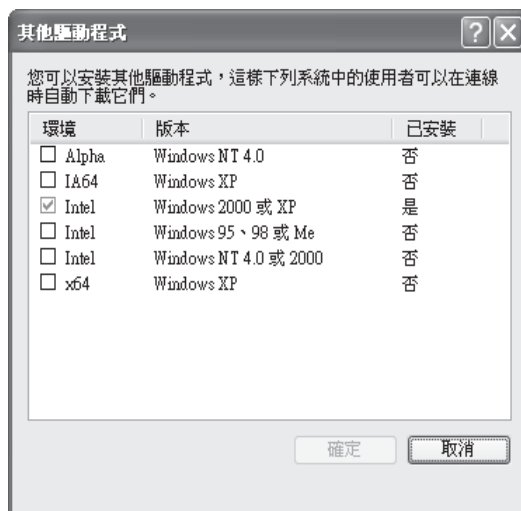 其他驅動程式
您可以安裝其他驅動程式，這樣下列系統中的使用者可以在連線
時自動下載它們。
環境 版本 已安裝
Alpha Windows NT 4.0 否
IA64 Windows XP 否
Intel Windows 2000 或 XP 是
Intel Windows 95、98 或 Me 否
Intel Windows NT 4.0 或 2000 否
x64 Windows XP 否
確定 取消